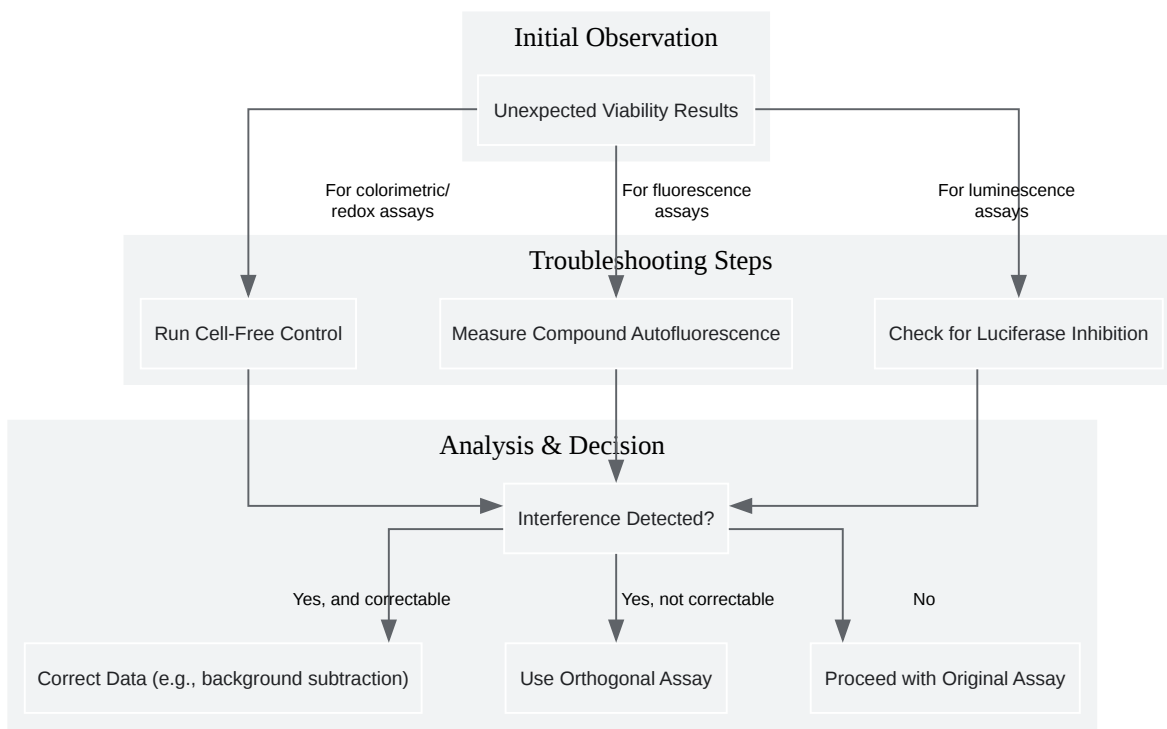 Initial Observation
Unexpected Viability Results
For colorimetric/
redox assays
For fluorescence
assays
For luminescence
assays
Troubleshooting Steps
Run Cell-Free Control
Measure Compound Autofluorescence
Check for Luciferase Inhibition
Analysis & Decision
Interference Detected?
Yes, and correctable
Yes, not correctable
No
Correct Data (e.g., background subtraction)
Use Orthogonal Assay
Proceed with Original Assay